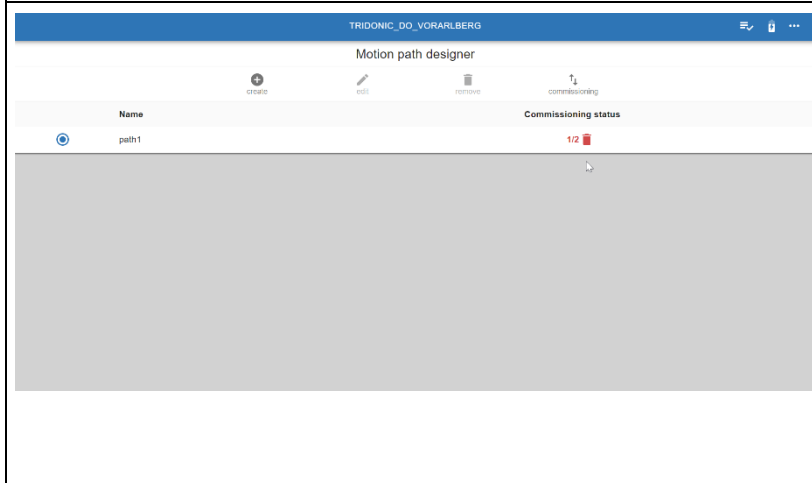 TRIDONIC_DO_VORARLBERG
Motion path designer
create edit remove commissioning
Name Commissioning status
path1 1/2